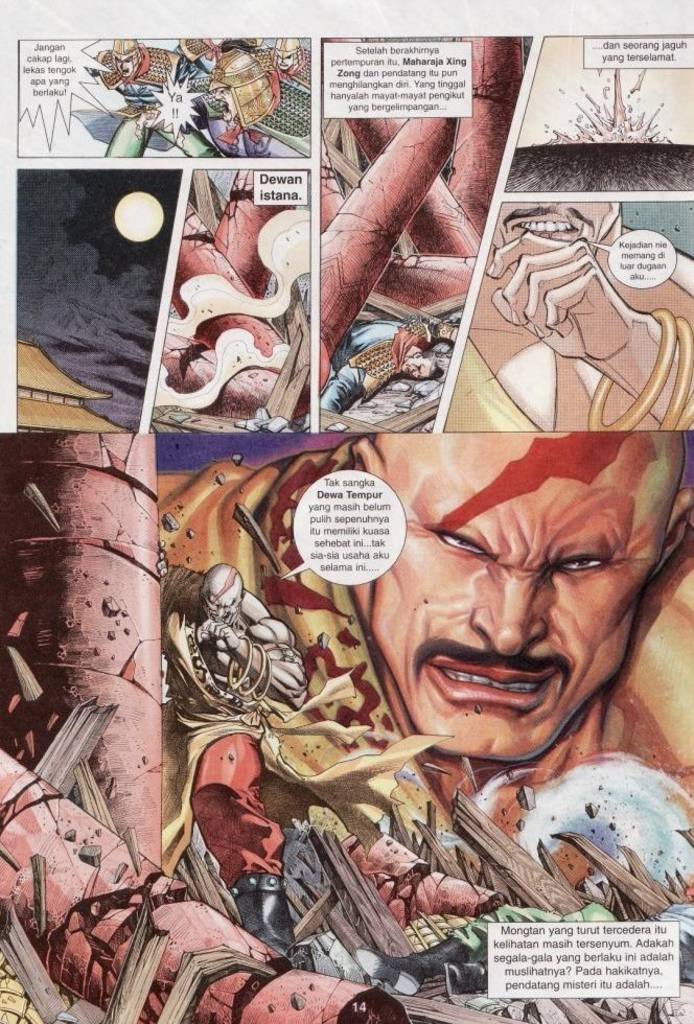 Jangan
cakap lagi,
lekas tengok
apa yang
berlaku!
Ya
!!
Dewan
istana.
Setelah berakhirnya
pertempuran itu, Maharaja Xing
Zong dan pendatang itu pun
menghilangkan diri. Yang tinggal
hanyalah mayat-mayat pengikut
yang bergelimpangan...
....dan seorang jaguh
yang terselamat.
Kejadian nie
memang di
luar dugaan
aku.....
Tak sangka
Dewa Tempur
yang masih belum
pulih sepenuhnya
itu memiliki kuasa
sehebat ini...tak
sia-sia usaha aku
selama ini.....
Mongtan yang turut tercedera itu
kelihatan masih tersenyum. Adakah
segala-gala yang berlaku ini adalah
muslihatnya? Pada hakikatnya,
pendatang misteri itu adalah....
14